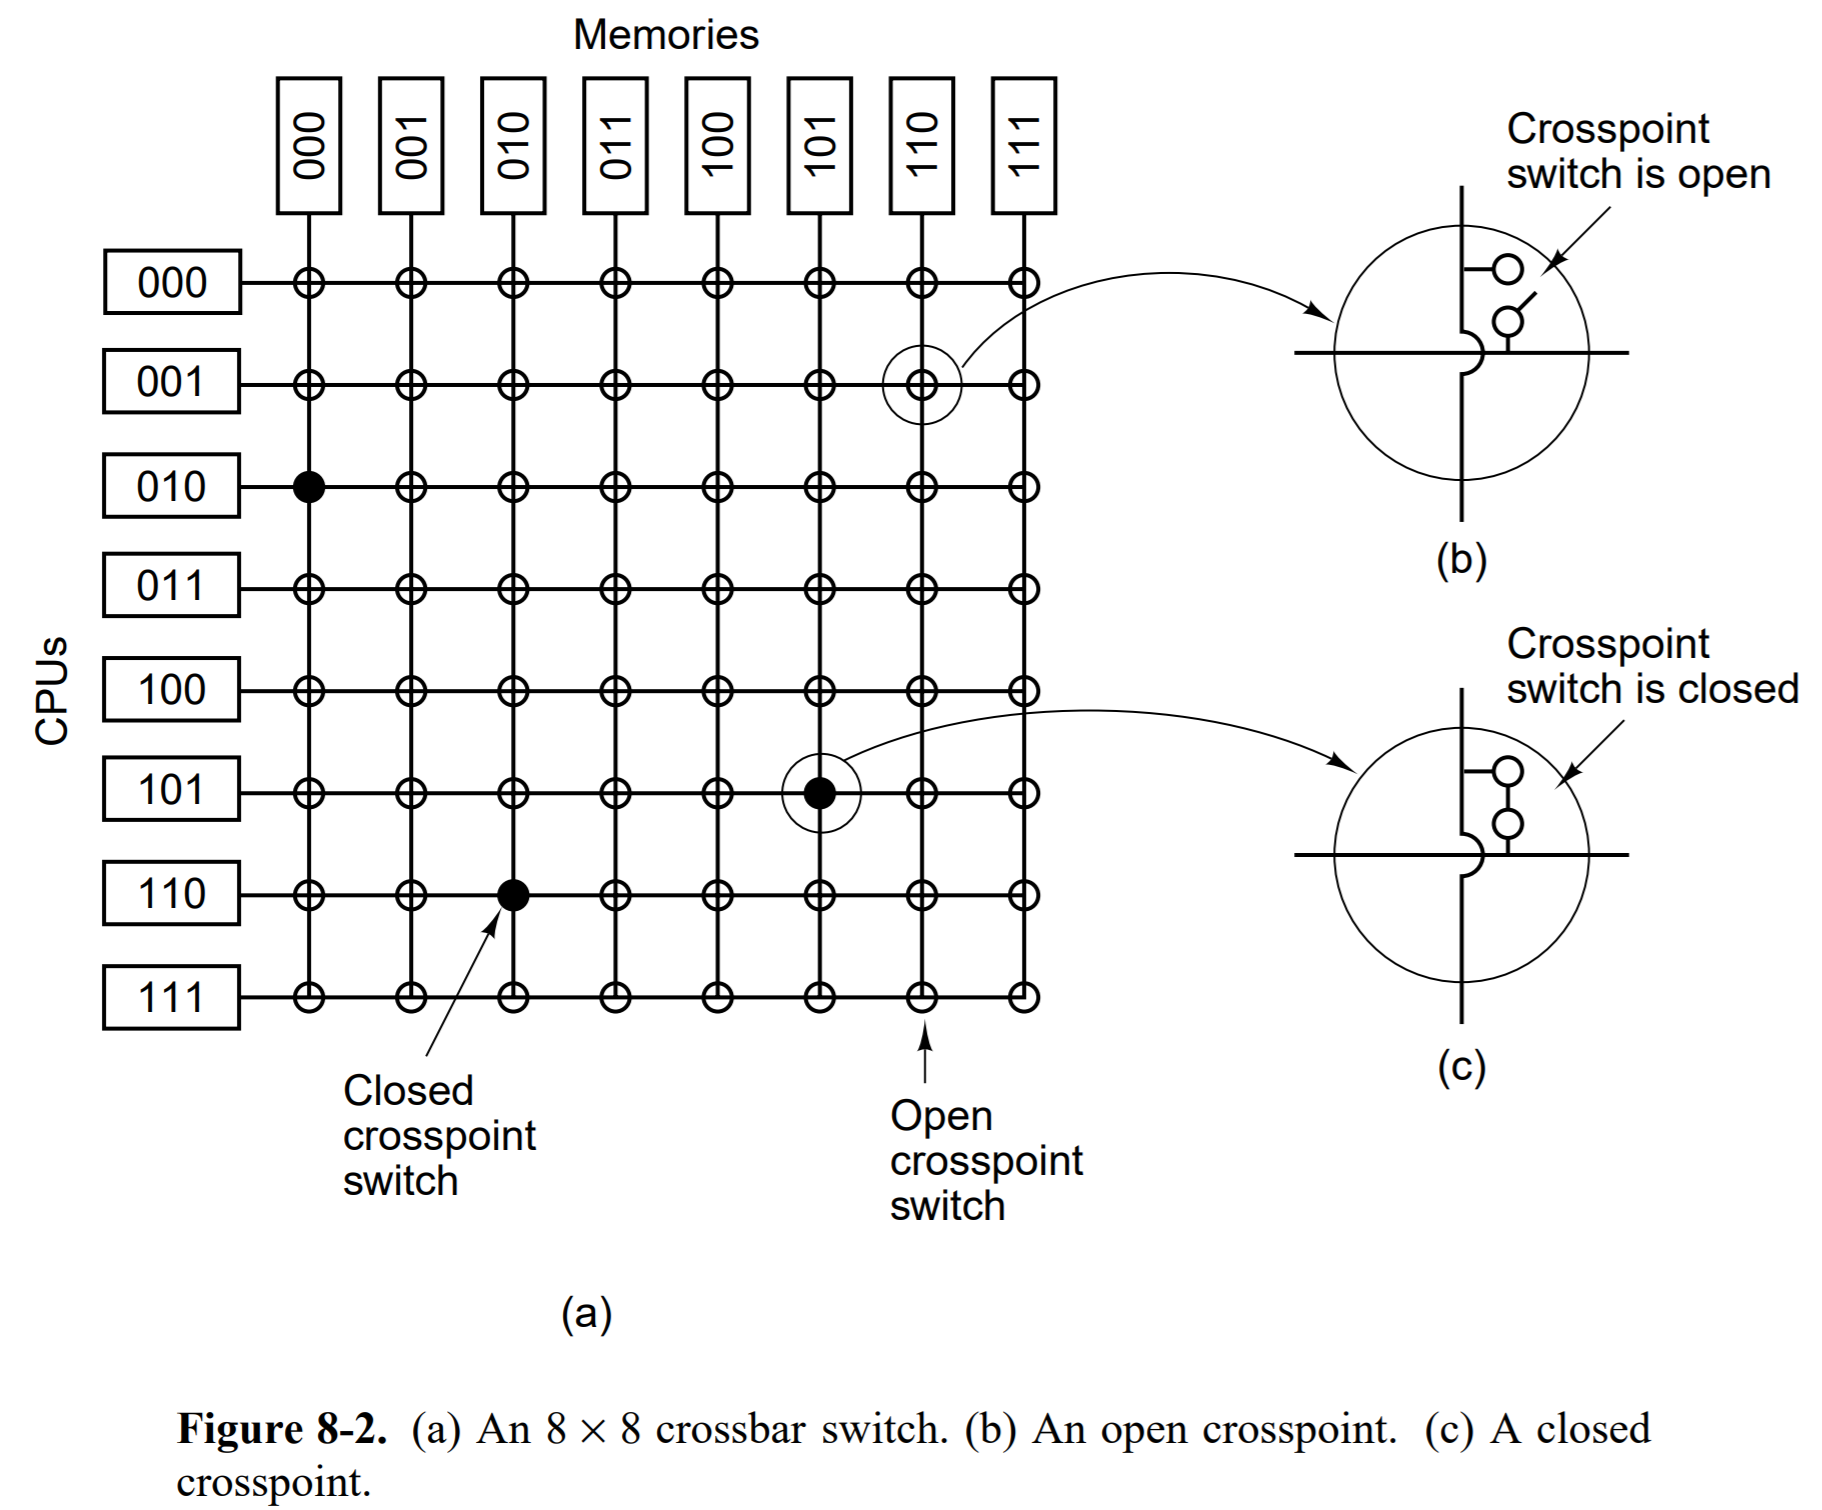 Memories
000
001
010
011
100
101
110
111
CPUs
000
001
010
011
100
101
110
111
Closed
crosspoint
switch
Open
crosspoint
switch
(a)
Crosspoint
switch is open
(b)
Crosspoint
switch is closed
(c)
Figure 8-2. (a) An 8 × 8 crossbar switch. (b) An open crosspoint. (c) A closed
crosspoint.